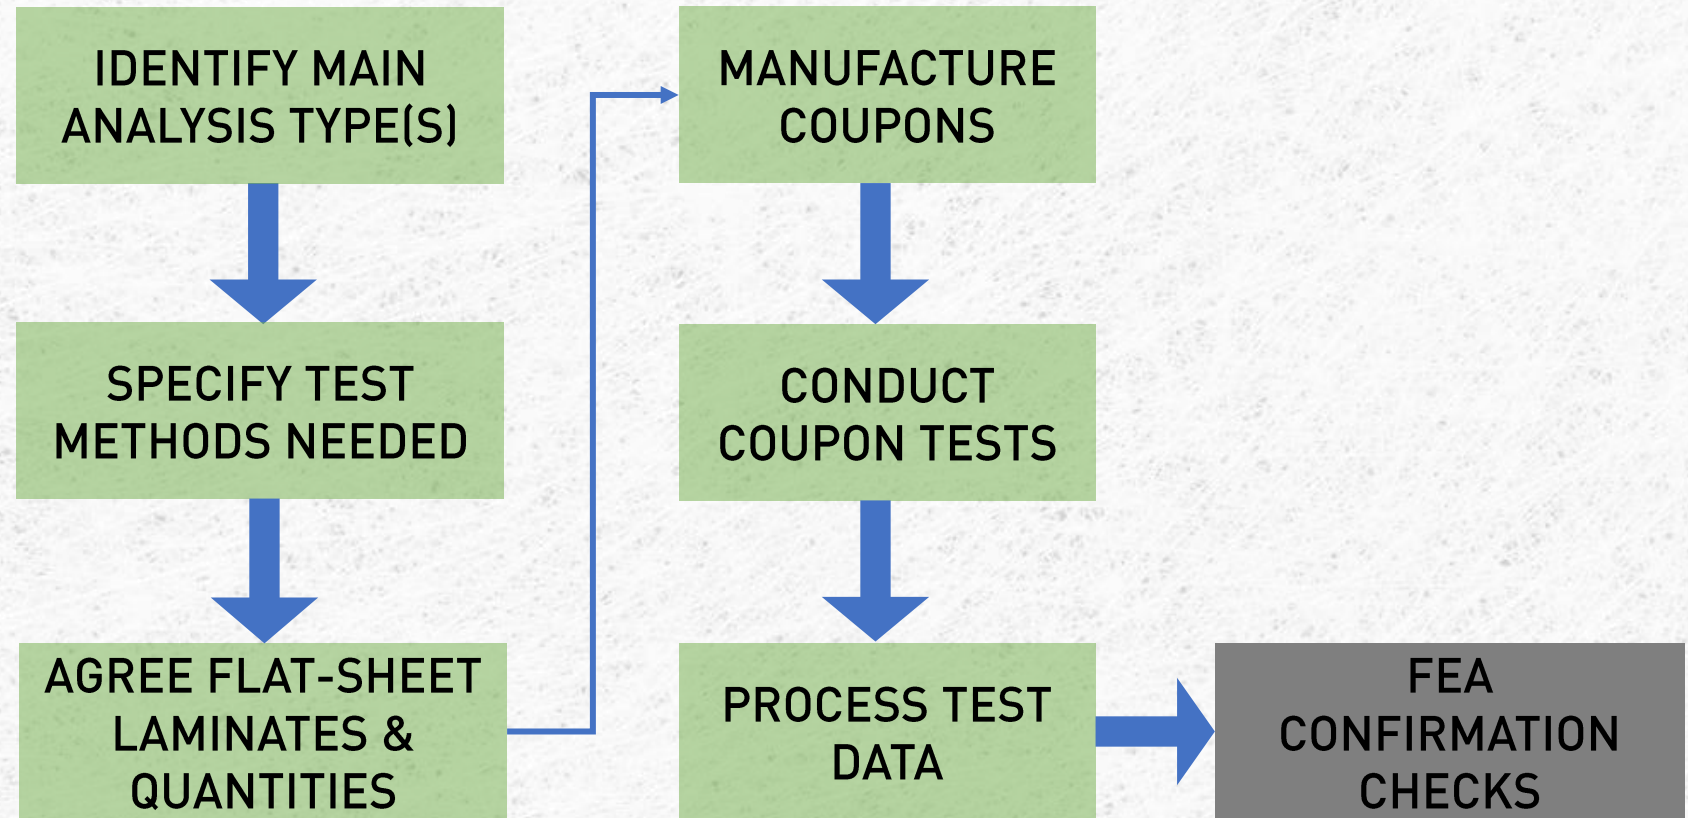 IDENTIFY MAIN
ANALYSIS TYPE(S)
SPECIFY TEST
METHODS NEEDED
AGREE FLAT-SHEET
LAMINATES &
QUANTITIES
MANUFACTURE
COUPONS
CONDUCT
COUPON TESTS
PROCESS TEST
DATA
FEA
CONFIRMATION
CHECKS